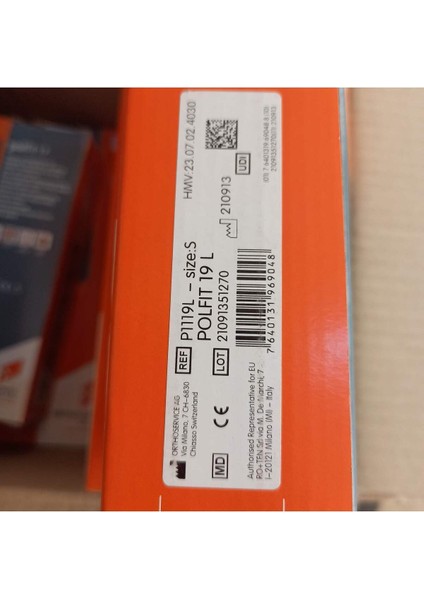 HMV:23.07.02.4030
UDI
210913
REF P1119L – size:S
POLFIT 19 L
LOT 21091351270
7 640131 969048
ORTHOSERVICE AG
Via Milano, 7 CH-6830
Chiasso Switzerland
CE
MD
Authorised Representative for EU
RO+TEN Srl via M. De Marchi, 7
I-20121 Milano (MI) – Italy